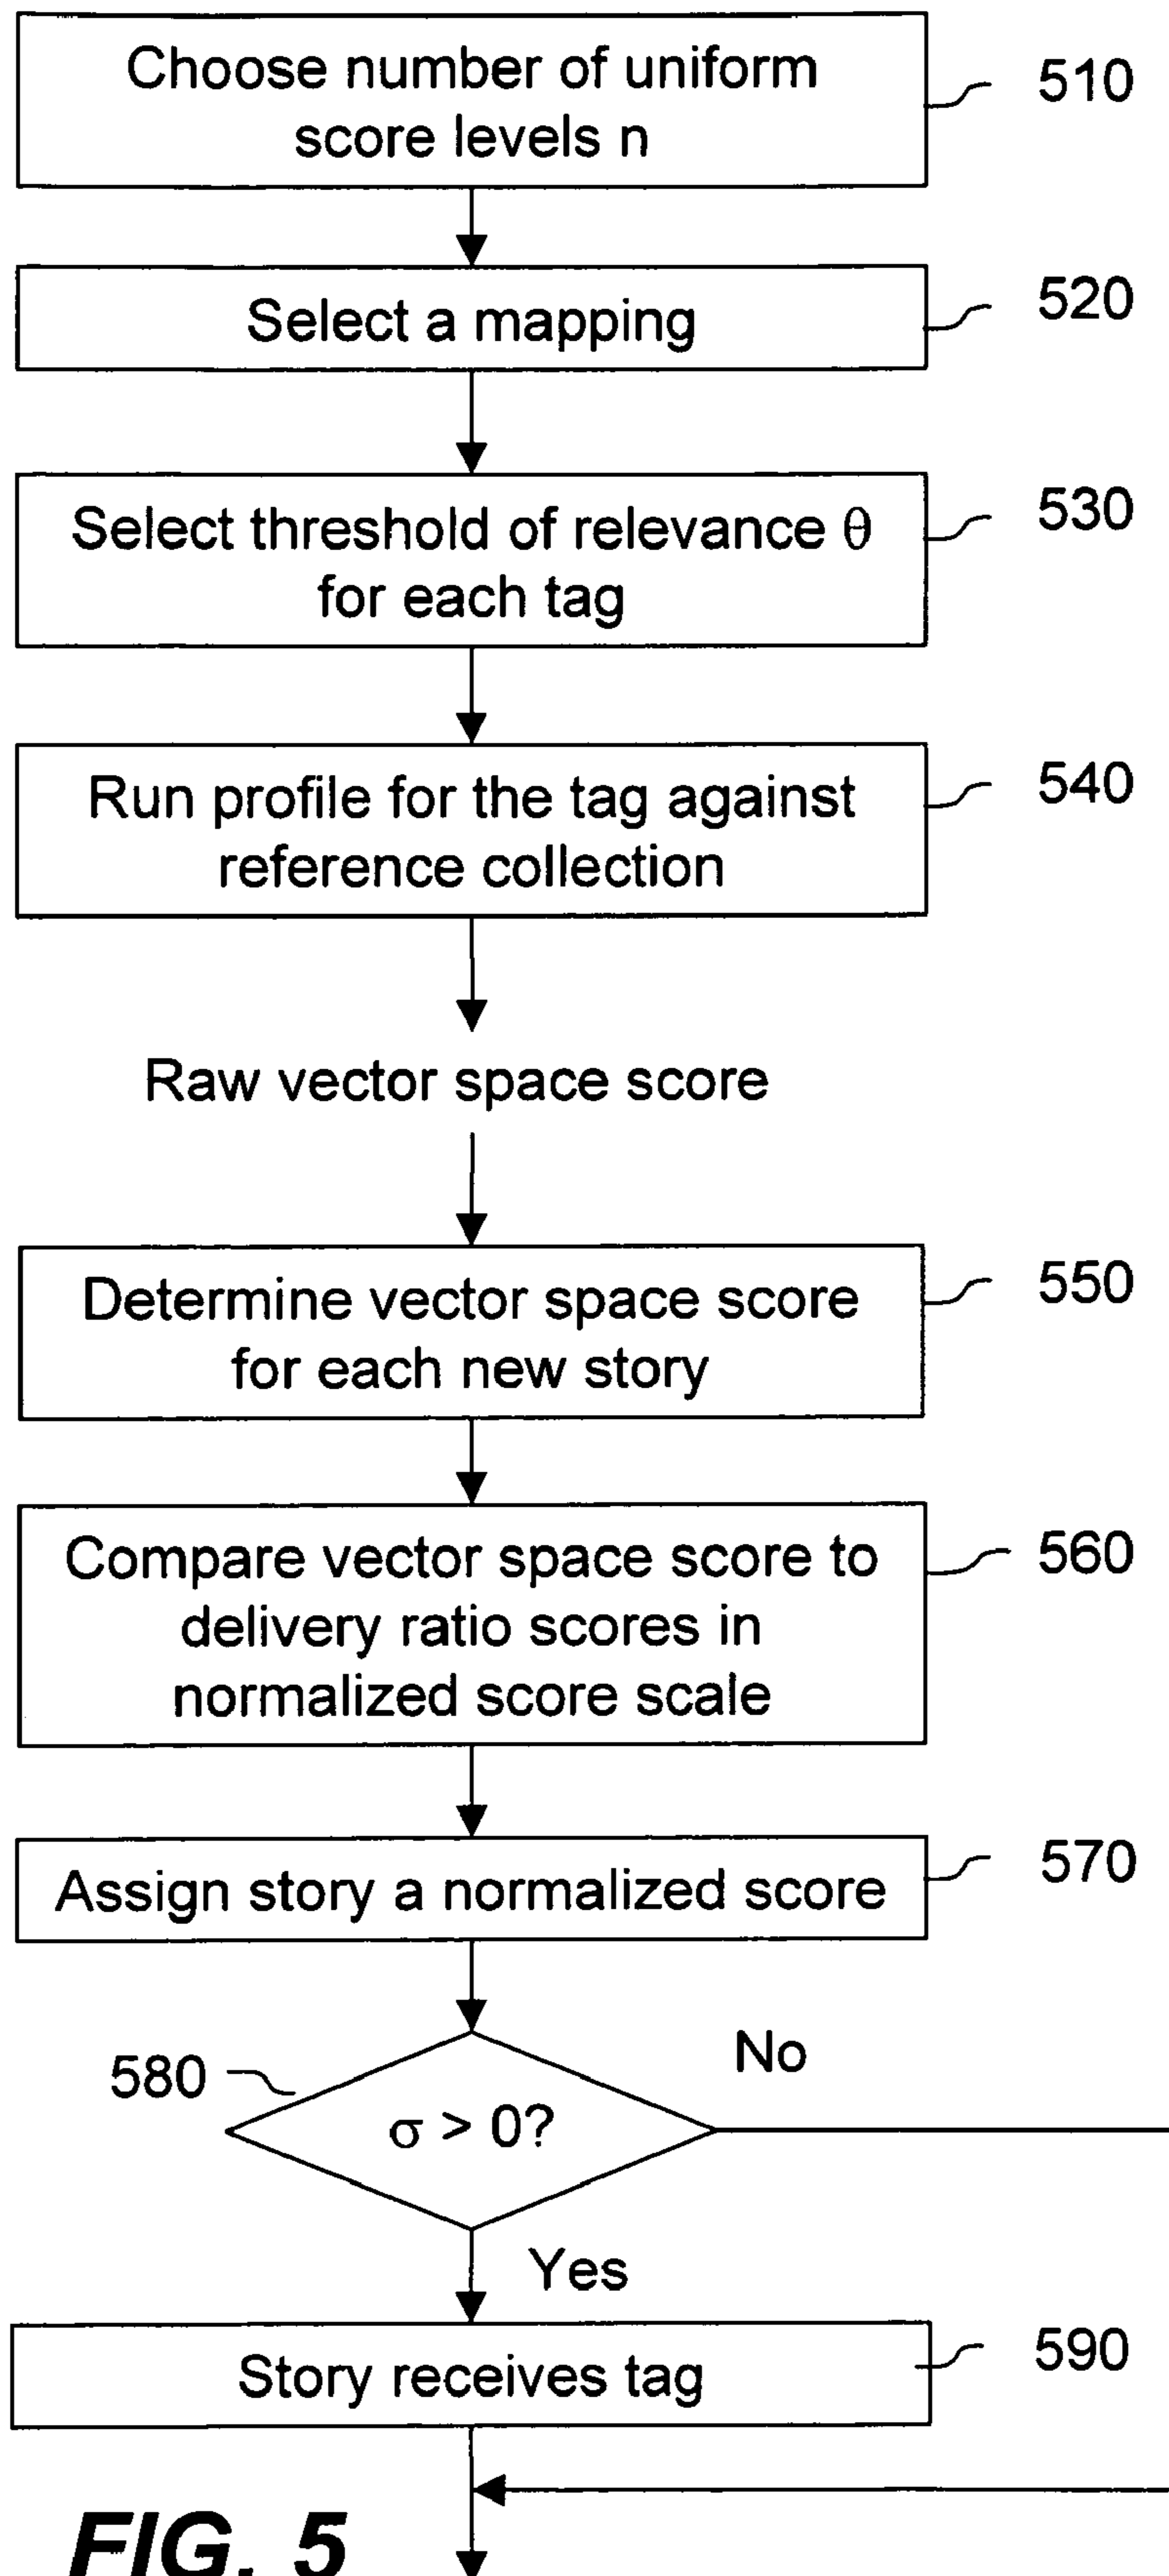 Choose number of uniform
score levels n
510
Select a mapping
520
Select threshold of relevance θ
for each tag
530
Run profile for the tag against
reference collection
540
Raw vector space score
Determine vector space score
for each new story
550
Compare vector space score to
delivery ratio scores in
normalized score scale
560
Assign story a normalized score
570
580
σ > 0?
No
Yes
Story receives tag
590
FIG. 5